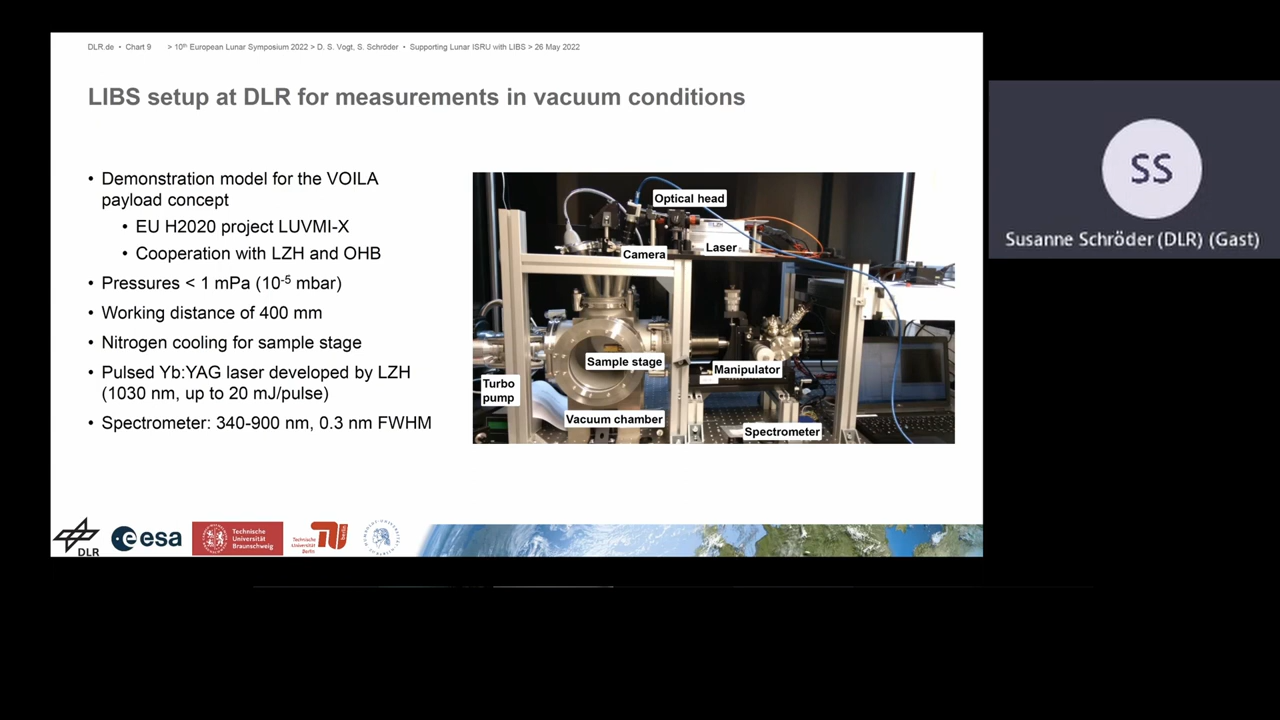 DLR.de • Chart 9 > 10th European Lunar Symposium 2022 > D. S. Vogt, S. Schröder • Supporting Lunar ISRU with LIBS > 26 May 2022
LIBS setup at DLR for measurements in vacuum conditions
• Demonstration model for the VOILA
payload concept
• EU H2020 project LUVMI-X
• Cooperation with LZH and OHB
• Pressures < 1 mPa (10-5 mbar)
• Working distance of 400 mm
• Nitrogen cooling for sample stage
• Pulsed Yb:YAG laser developed by LZH
(1030 nm, up to 20 mJ/pulse)
• Spectrometer: 340-900 nm, 0.3 nm FWHM
Optical head
Laser
Camera
Sample stage
Manipulator
Turbo
pump
Vacuum chamber
Spectrometer
SS
Susanne Schröder (DLR) (Gast)
DLR
esa
Technische
Universität
Braunschweig
Technische
Universität
Berlin